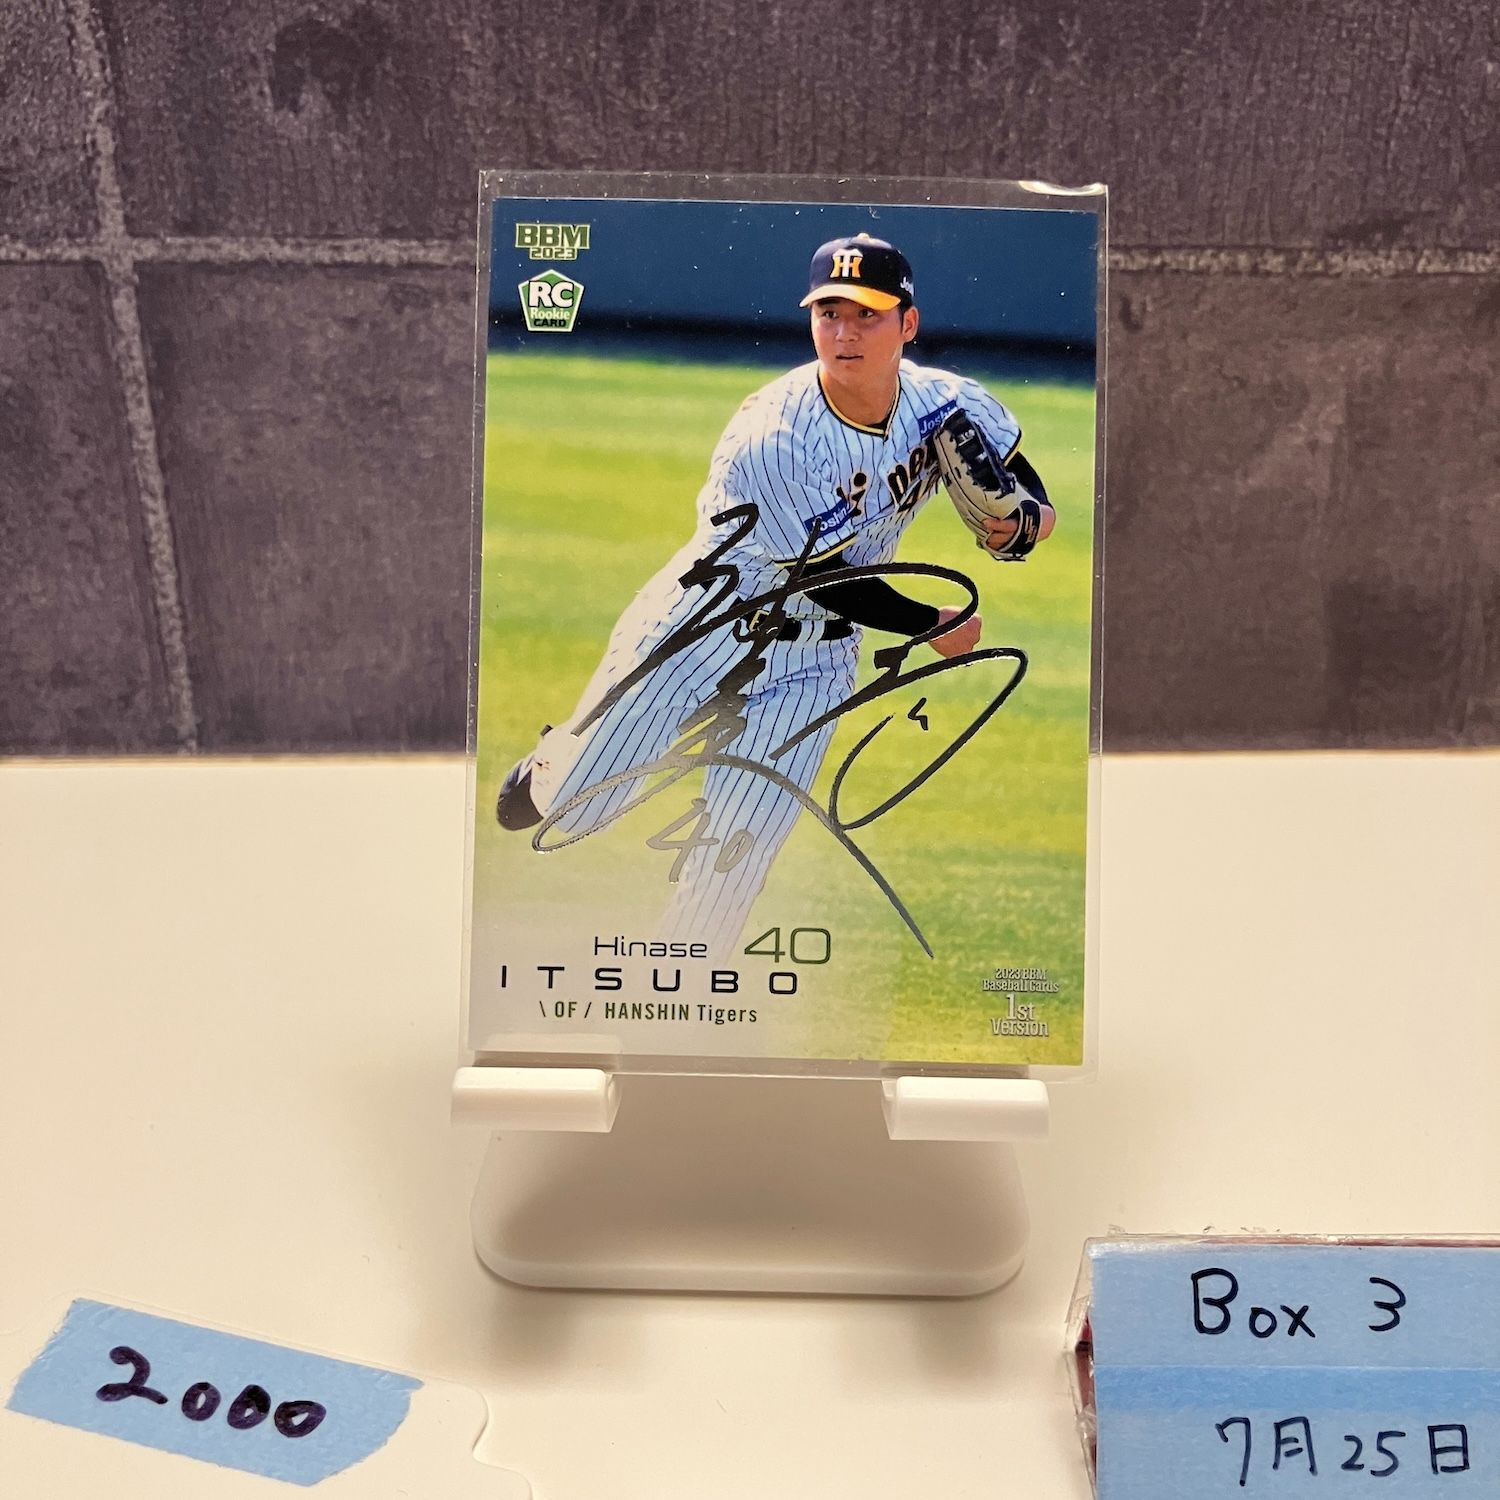 BBM
2023
RC
Rookie
CARD
Joshin
Joshin
40
Hinase 40
ITSUBO
\ OF / HANSHIN Tigers
2023 BBM
Baseball Cards
1st
Version
2000
Box 3
7月25日